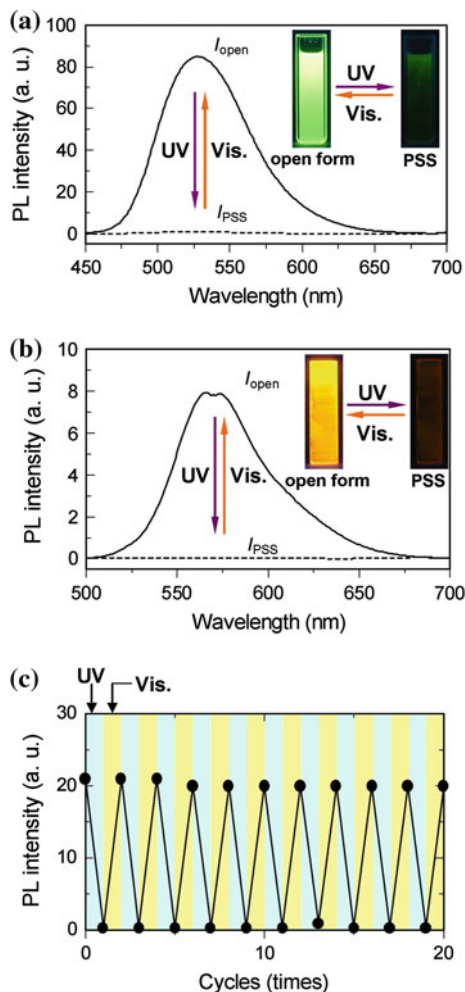 (a)
PL intensity (a. u.)
100
80
60
40
20
0
I_open
UV Vis.
I_PSS
UV
Vis.
open form PSS
450 500 550 600 650 700
Wavelength (nm)
(b)
PL intensity (a. u.)
10
8
6
4
2
0
I_open
UV Vis.
I_PSS
UV
Vis.
open form PSS
500 550 600 650 700
Wavelength (nm)
(c)
UV Vis.
PL intensity (a. u.)
30
20
10
0
0 10 20
Cycles (times)